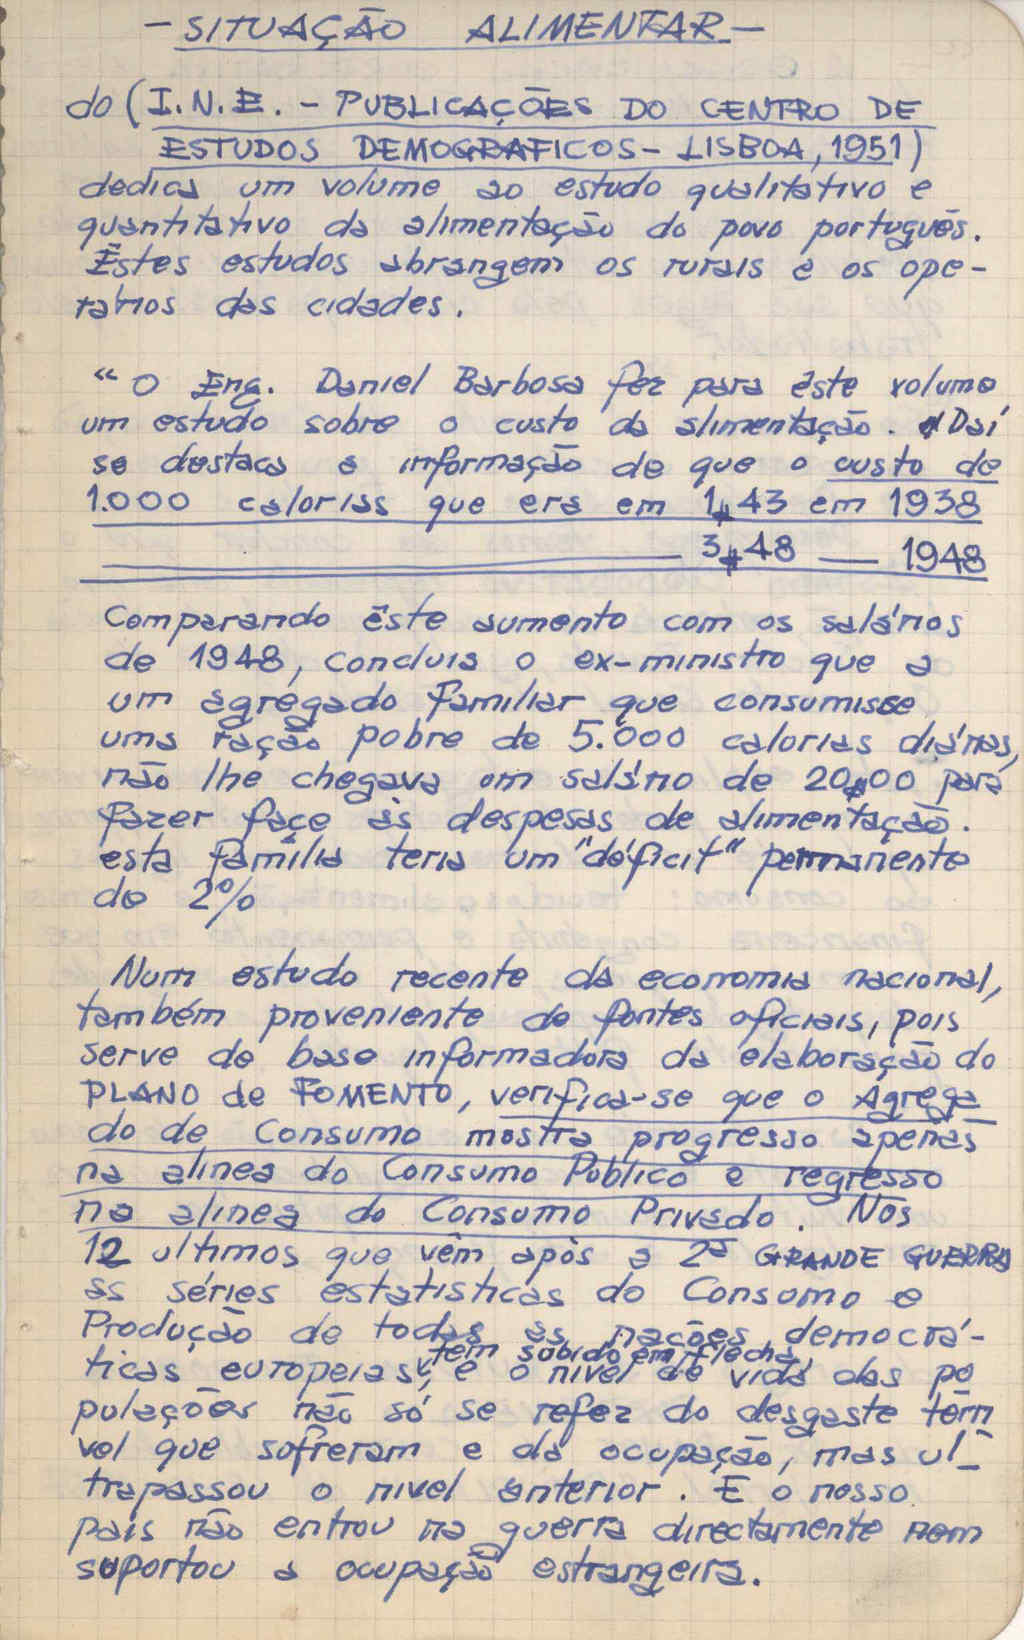 - SITUAÇÃO ALIMENTAR -
do (I.N.E. - PUBLICAÇÕES DO CENTRO DE
ESTUDOS DEMOGRAFICOS - LISBOA, 1951)
dedica um volume ao estudo qualitativo e
quantitativo da alimentação do povo português.
Êstes estudos abrangem os rurais e os ope-
rários das cidades.
"O Eng. Daniel Barbosa fez para êste volume
um estudo sobre o custo da alimentação. Daí
se destaca a informação de que o custo de
1.000 calorias que era em 1$43 em 1938
3$48 — 1948
Comparando êste aumento com os salários
de 1948, concluia o ex-ministro que a
um agregado familiar que consumisse
uma ração pobre de 5.000 calorias diárias,
não lhe chegava um salário de 20$00 para
fazer façe às despesas de alimentação.
esta família teria um "déficit" permanente
de 2%
Num estudo recente da economia nacional,
também proveniente de fontes oficiais, pois
serve de base informadora da elaboração do
PLANO de FOMENTO, verifica-se que o Agrega
do de Consumo mostra progresso apenas
na alinea do Consumo Público e regresso
na alinea do Consumo Privado. Nos
12 ultimos que vêm após a 2ª GRANDE GUERRA
as séries estatisticas do Consumo e
Produção de todas as nações democrá-
têm subido em flecha
ticas europeias, e o nivel de vida das po
pulações não só se refez do desgaste terri
vel que sofreram e da ocupação, mas ul_
trapassou o nivel anterior. E o nosso
país não entrou na guerra directamente nem
suportou a ocupação estrangeira.